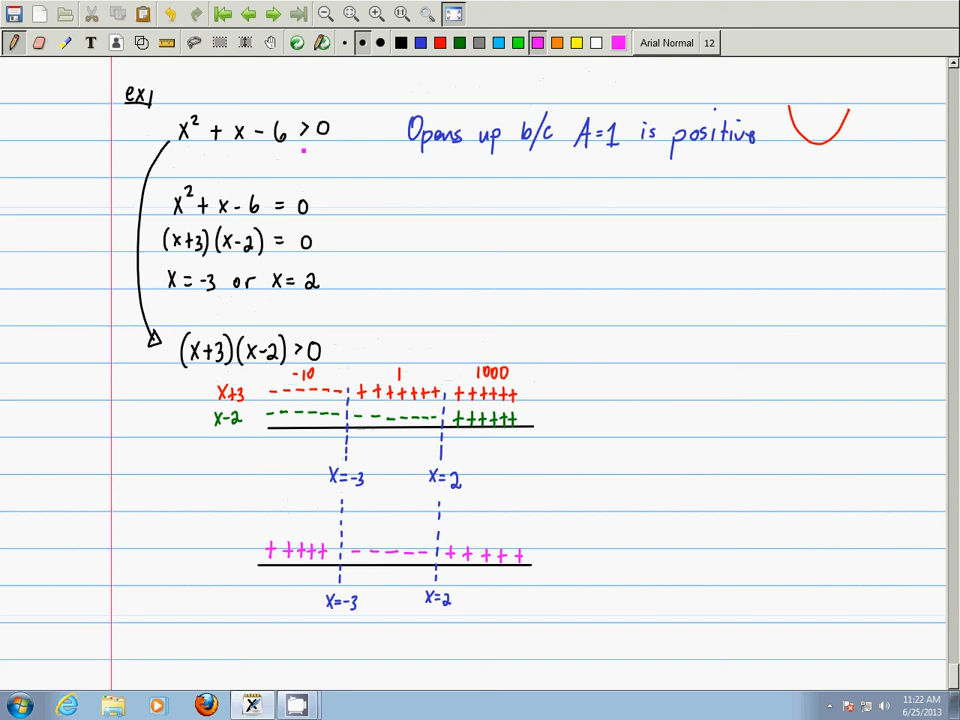 Arial Normal 12
ex1
x² + x - 6 > 0
Opens up b/c A=1 is positive
x² + x - 6 = 0
(x+3)(x-2) = 0
x = -3 or x = 2
(x+3)(x-2) > 0
-10 1 1000
x+3 ------ +++++++ ++++++
x-2 ------ ------- ++++++
x=-3 x=2
+++++ ------ +++++
x=-3 x=2
11:22 AM
6/25/2013